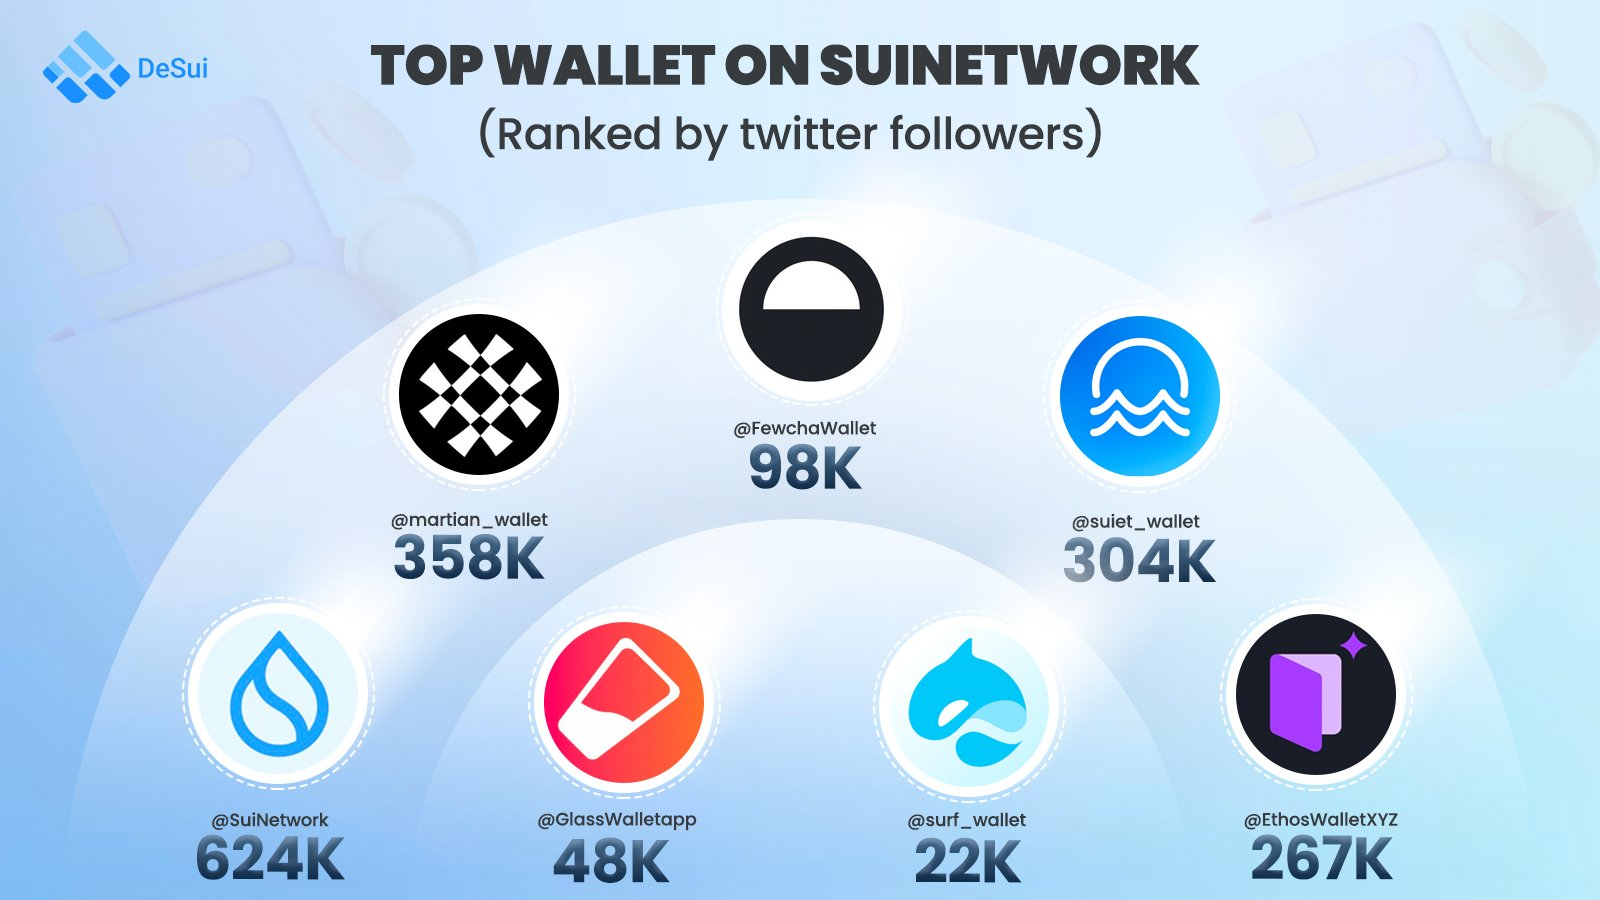 DeSui
TOP WALLET ON SUINETWORK
(Ranked by twitter followers)
@FewchaWallet
98K
@martian_wallet
358K
@suiet_wallet
304K
@SuiNetwork
624K
@GlassWalletapp
48K
@surf_wallet
22K
@EthosWalletXYZ
267K